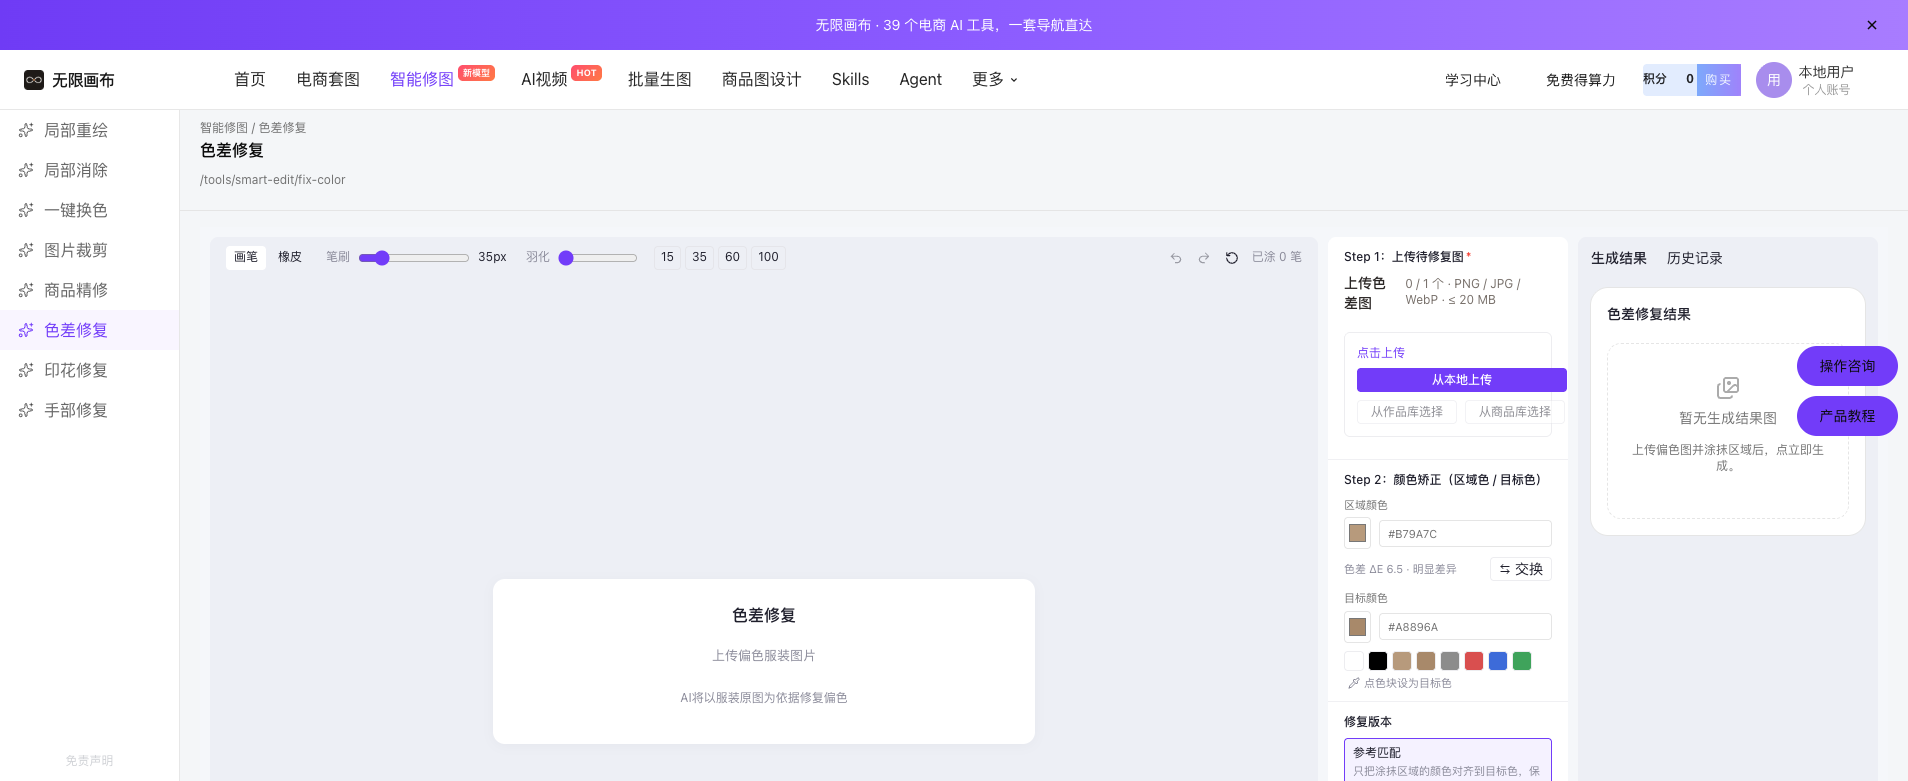 无限画布 · 39 个电商 AI 工具，一套导航直达
无限画布
首页
电商套图
智能修图
新模型
AI视频
HOT
批量生图
商品图设计
Skills
Agent
更多
学习中心
免费得算力
积分 0
购买
用
本地用户
个人账号
局部重绘
局部消除
一键换色
图片裁剪
商品精修
色差修复
印花修复
手部修复
免责声明
智能修图 / 色差修复
色差修复
/tools/smart-edit/fix-color
画笔
橡皮
笔刷
35px
羽化
15
35
60
100
已涂 0 笔
色差修复
上传偏色服装图片
AI将以服装原图为依据修复偏色
Step 1：上传待修复图*
上传色差图
0 / 1 个 · PNG / JPG / WebP · ≤ 20 MB
点击上传
从本地上传
从作品库选择
从商品库选择
Step 2：颜色矫正（区域色 / 目标色）
区域颜色
#B79A7C
色差 ΔE 6.5 · 明显差异
⇆ 交换
目标颜色
#A8896A
点色块设为目标色
修复版本
参考匹配
只把涂抹区域的颜色对齐到目标色，保
生成结果
历史记录
色差修复结果
暂无生成结果图
上传偏色图并涂抹区域后，点立即生成。
操作咨询
产品教程